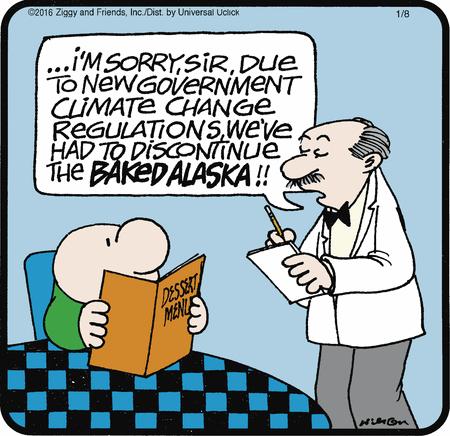 ©2016 Ziggy and Friends, Inc./Dist. by Universal Uclick
1/8
...I'M SORRY, SIR, DUE
TO NEW GOVERNMENT
CLIMATE CHANGE
REGULATIONS, WE'VE
HAD TO DISCONTINUE
THE BAKED ALASKA!!
DESSERT
MENU
WILSON